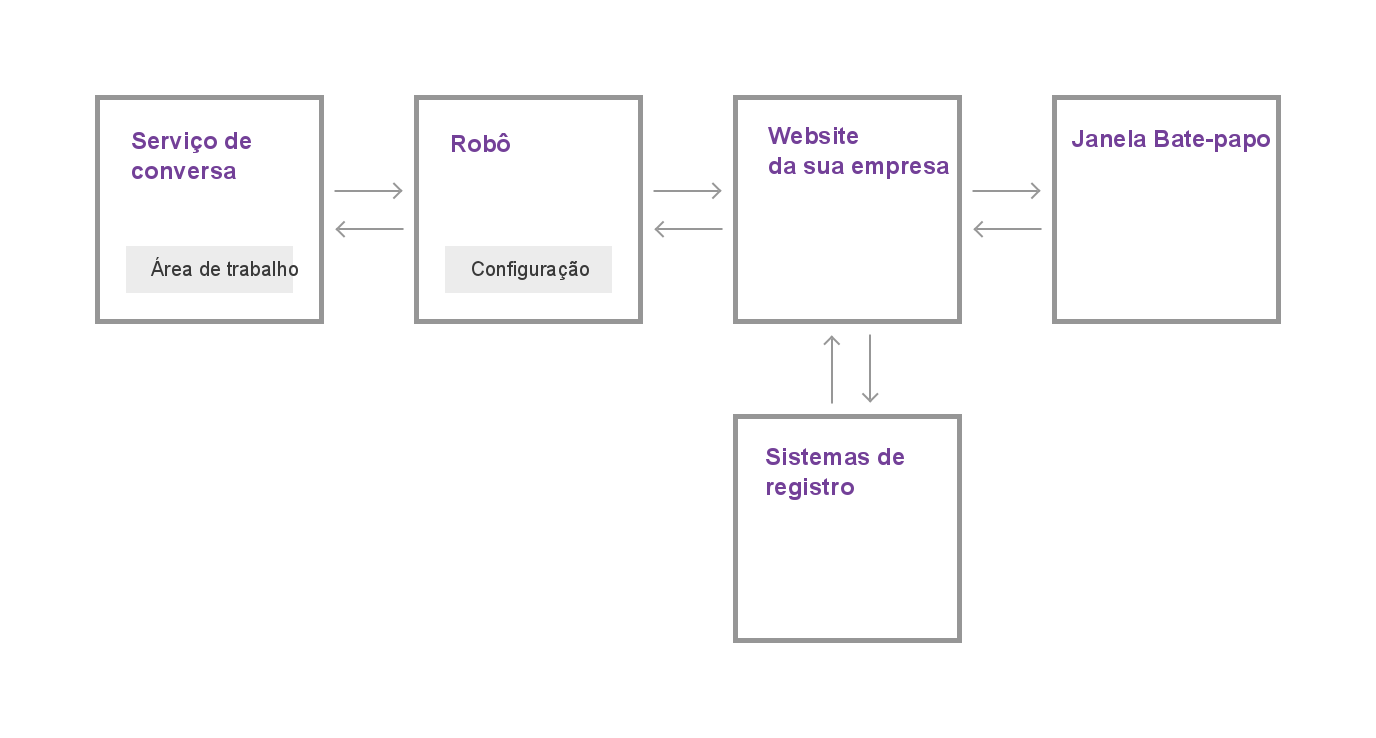 Serviço de
conversa
Área de trabalho
Robô
Configuração
Website
da sua empresa
Janela Bate-papo
Sistemas de
registro